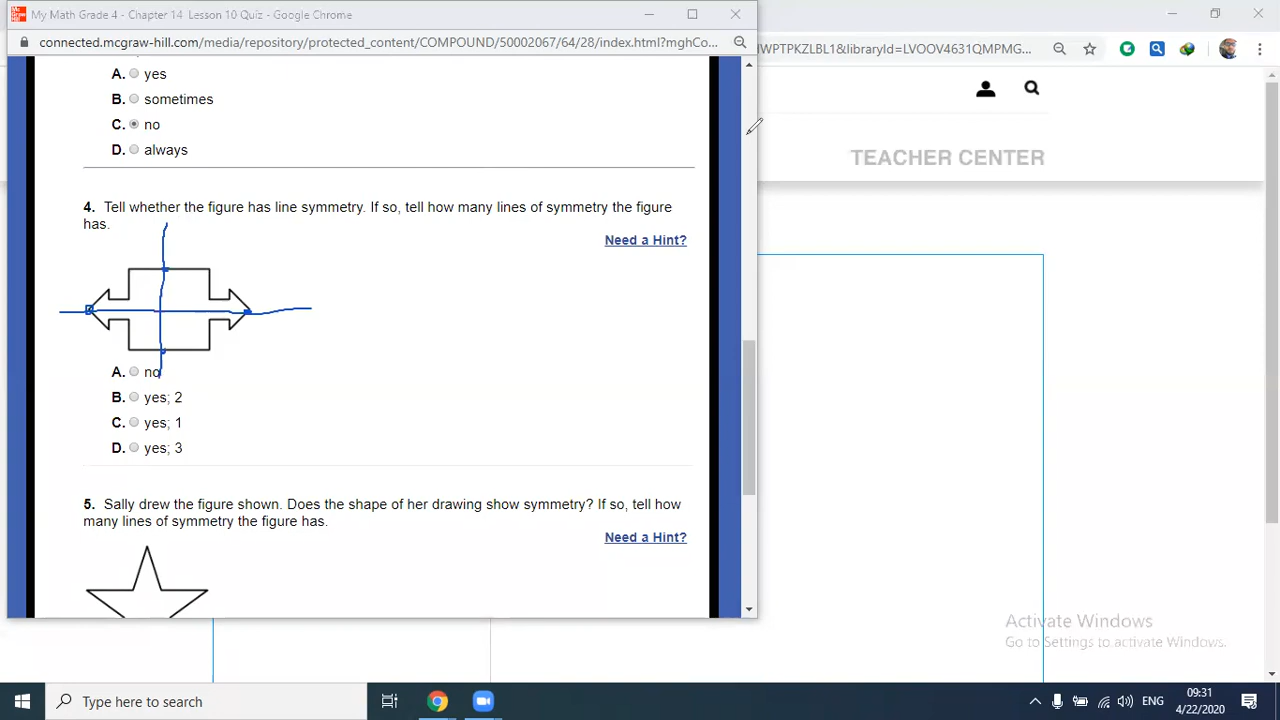 My Math Grade 4 - Chapter 14 Lesson 10 Quiz - Google Chrome
connected.mcgraw-hill.com/media/repository/protected_content/COMPOUND/50002067/64/28/index.html?mghCo...
HWPTPKZLBL1&libraryId=LVOOV4631QMPMG...
TEACHER CENTER
A. yes
B. sometimes
C. no
D. always
4. Tell whether the figure has line symmetry. If so, tell how many lines of symmetry the figure
has.
Need a Hint?
A. no
B. yes; 2
C. yes; 1
D. yes; 3
5. Sally drew the figure shown. Does the shape of her drawing show symmetry? If so, tell how
many lines of symmetry the figure has.
Need a Hint?
Activate Windows
Go to Settings to activate Windows.
Type here to search
ENG
09:31
4/22/2020